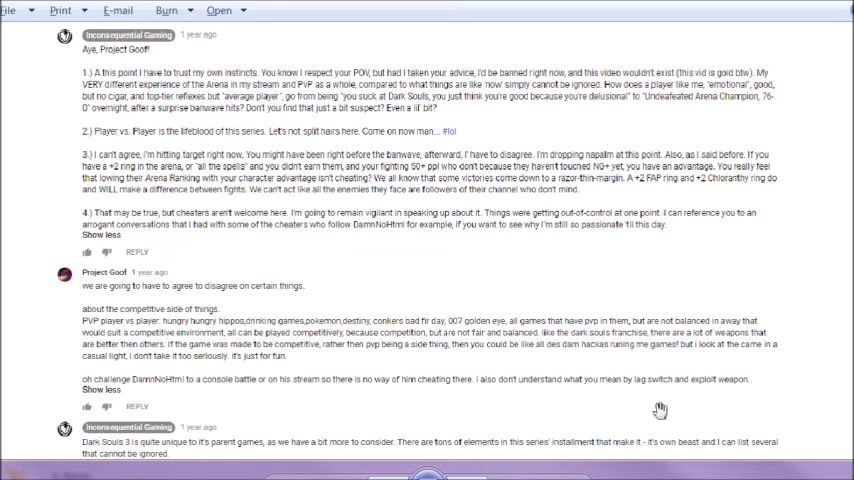 File Print E-mail Burn Open
Inconsequential Gaming 1 year ago
Aye, Project Goof!
1.) A this point I have to trust my own instincts. You know I respect your POV, but had I taken your advice, I'd be banned right now, and this video wouldn't exist (this vid is gold btw). My
VERY different experience of the Arena in my stream and PvP as a whole, compared to what things are like 'now' simply cannot be ignored. How does a player like me, "emotional", good,
but no cigar, and top-tier reflexes but "average player", go from being "you suck at Dark Souls, you just think you're good because you're delusional" to "Undefeated Arena Champion, 76-
0" overnight, after a surprise banwave hits? Don't you find that just a bit suspect? Even a lil' bit?
2.) Player vs. Player is the lifeblood of this series. Let's not split hairs here. Come on now man... #lol
3.) I can't agree, i'm hitting target right now. You might have been right before the banwave, afterward, I' have to disagree. I'm dropping napalm at this point. Also, as I said before. If you
have a +2 ring in the arena, or "all the spells" and you didn't earn them, and your fighting 50+ ppl who don't because they haven't touched NG+ yet, you have an advantage. You really feel
that loving their Arena Ranking with your character advantage isn't cheating? We all know that some victories come down to a razor-thin-margin. A +2 FAP ring and +2 Chloranthy ring do
and WILL make a difference between fights. We can't act like all the enemies they face are followers of their channel who don't mind.
4.) That may be true, but cheaters aren't welcome here. I'm going to remain vigilant in speaking up about it. Things were getting out-of-control at one point. I can reference you to an
arrogant conversations that I had with some of the cheaters who follow DamnNoHtml for example, if you want to see why I'm still so passionate 'til this day.
Show less
REPLY
Project Goof 1 year ago
we are going to have to agree to disagree on certain things.
about the competitive side of things.
PVP player vs player. hungry hungry hippos,drinking games,pokemon,destiny, conkers bad fir day, 007 golden eye, all games that have pvp in them, but are not balanced in away that
would suit a competitive environment, all can be played competitively, because competition, but are not fair and balanced. like the dark souls franchise, there are a lot of weapons that
are better then others. if the game was made to be competitive, rather then pvp being a side thing, then you could be like all des dam hackas runing me games! but i look at the came in a
casual light, i don't take it too seriously. it's just for fun.
oh challenge DamnNoHtml to a console battle or on his stream so there is no way of him cheating there. i also don't understand what you mean by lag switch and exploit weapon..
Show less
REPLY
Inconsequential Gaming 1 year ago
Dark Souls 3 is quite unique to it's parent games, as we have a bit more to consider. There are tons of elements in this series' installment that make it - it's own beast and I can list several
that cannot be ignored.